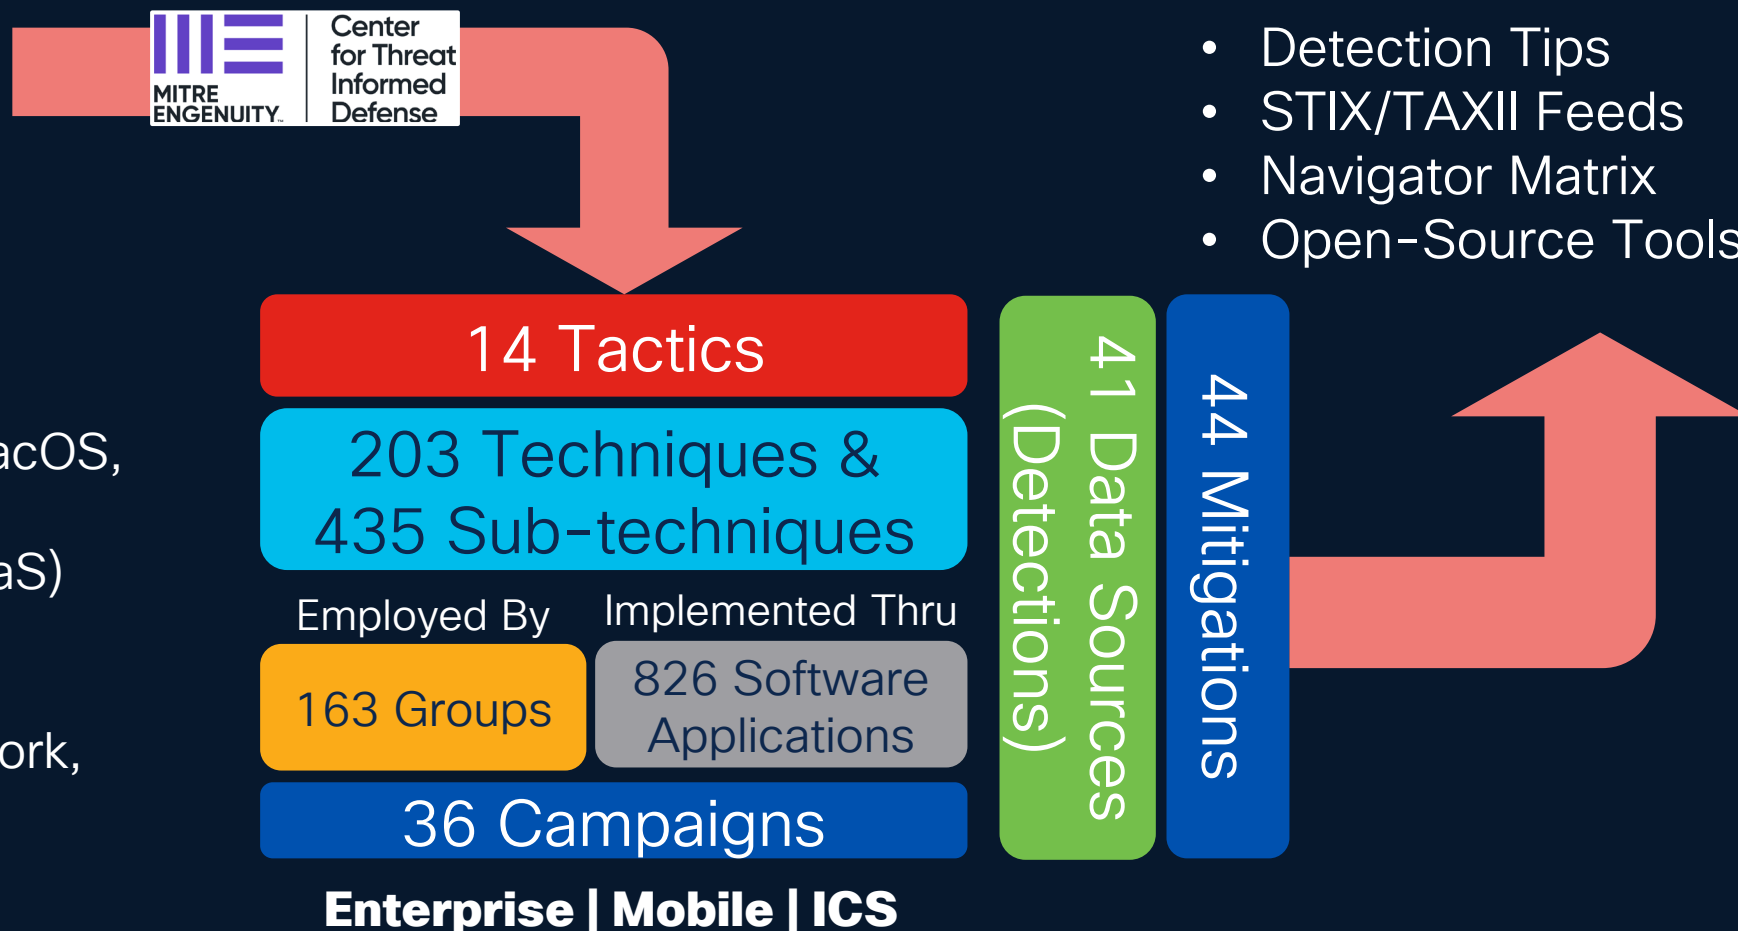 MITRE
ENGENUITY™
Center
for Threat
Informed
Defense
• Detection Tips
• STIX/TAXII Feeds
• Navigator Matrix
• Open-Source Tools
14 Tactics
203 Techniques &
435 Sub-techniques
Employed By
Implemented Thru
163 Groups
826 Software
Applications
36 Campaigns
Enterprise | Mobile | ICS
41 Data Sources
(Detections)
44 Mitigations
acOS,
aS)
ork,